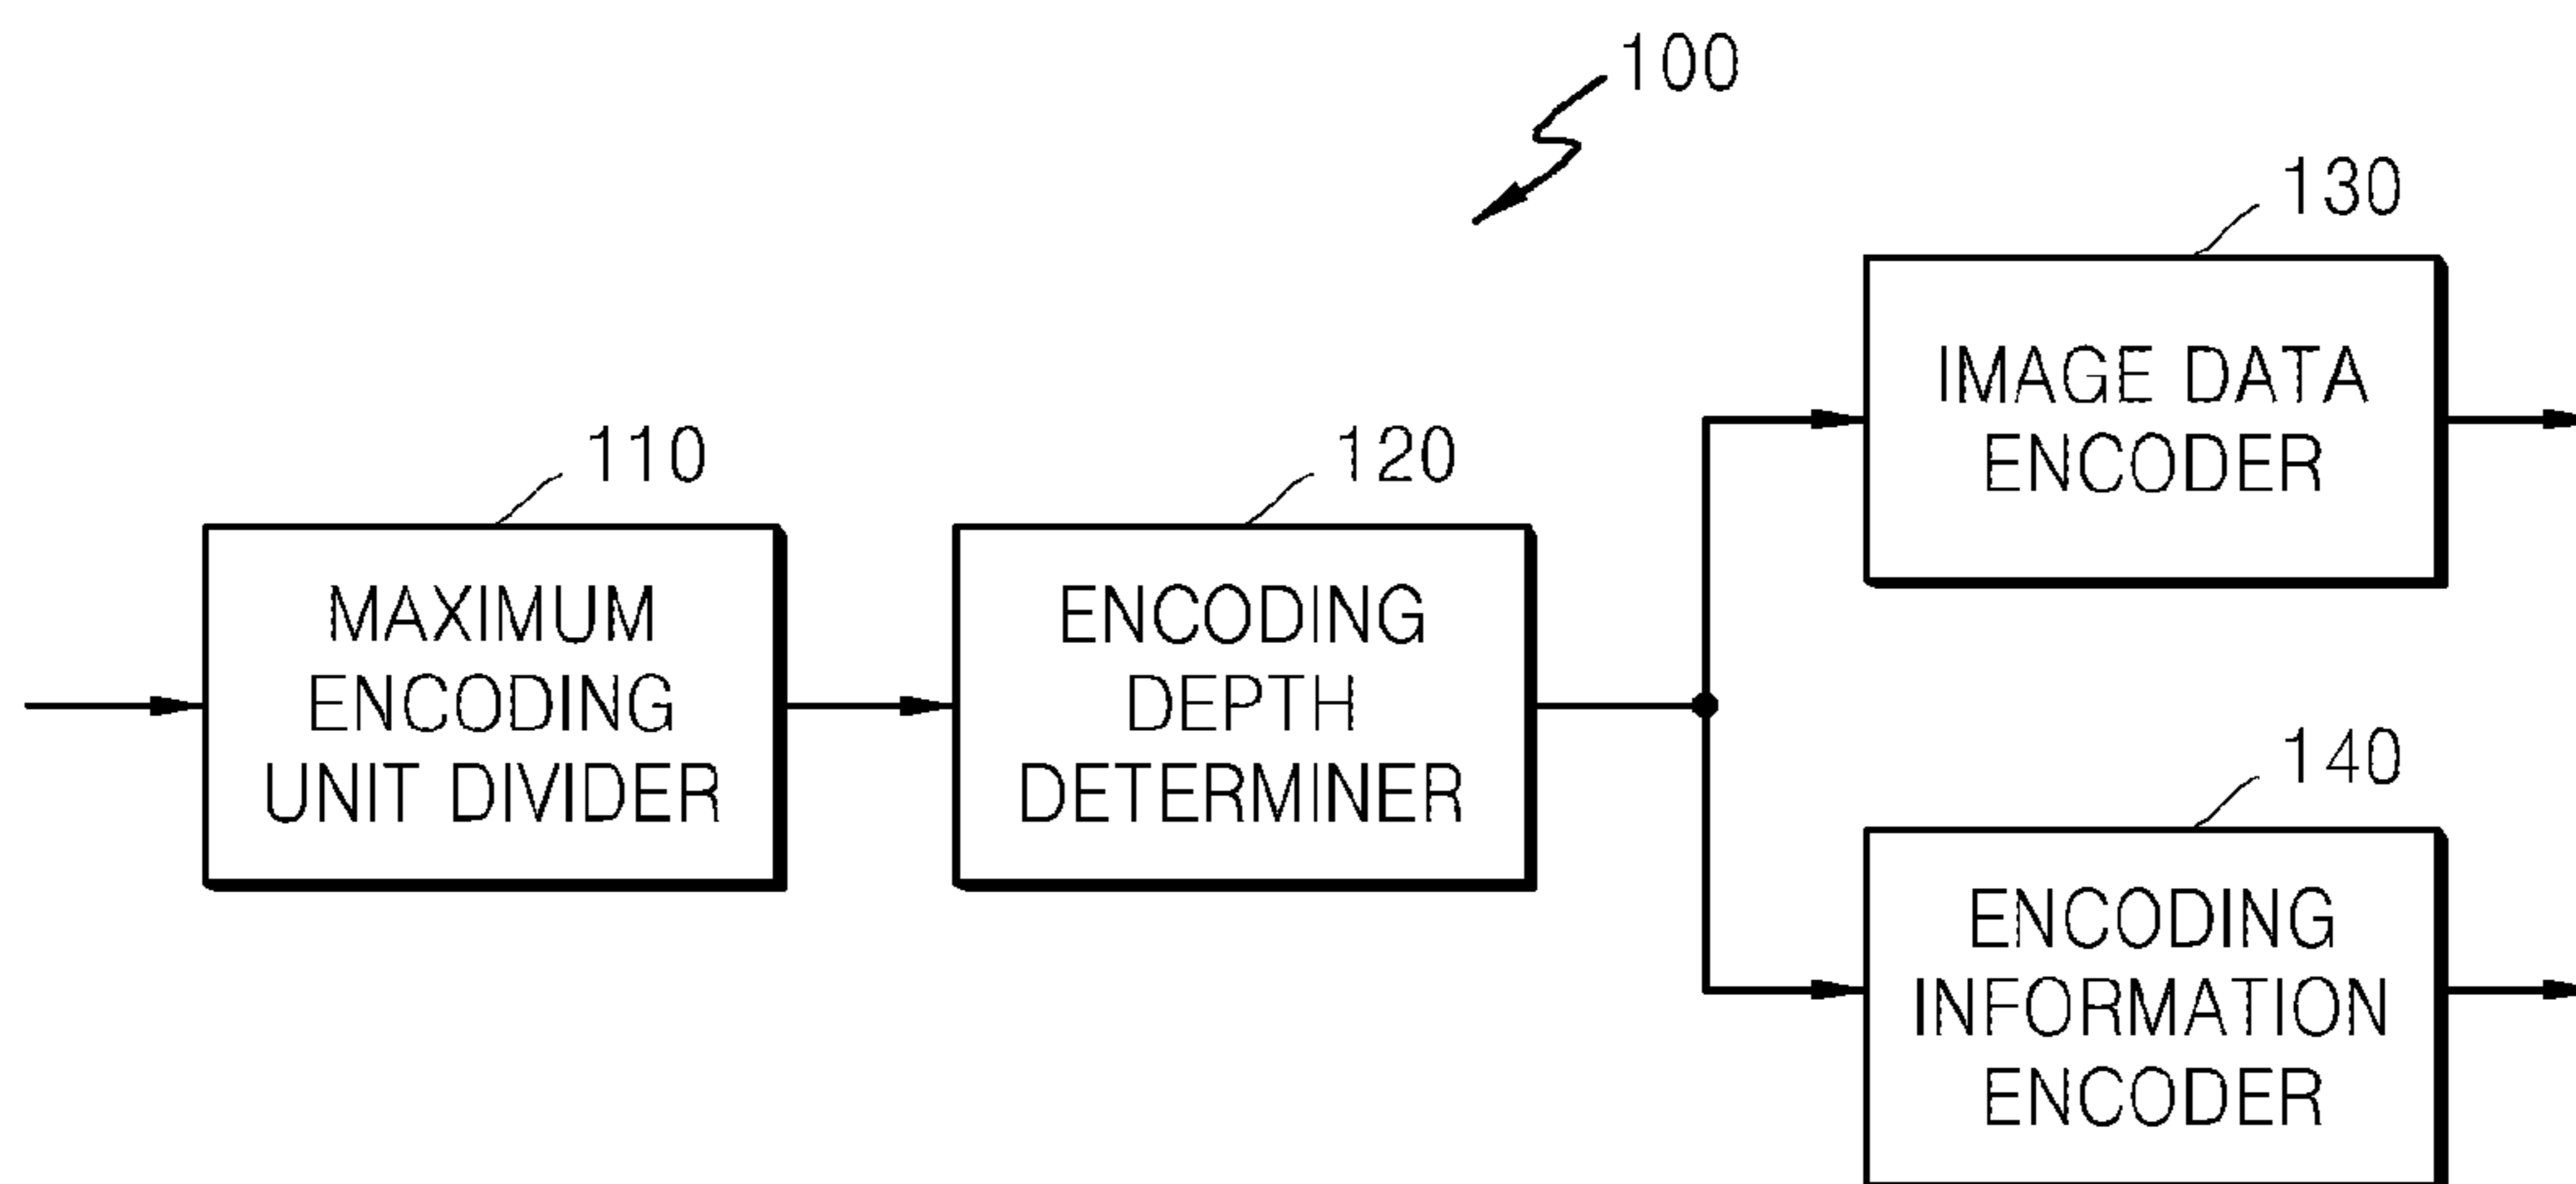 100
130
IMAGE DATA
ENCODER
110
MAXIMUM
ENCODING
UNIT DIVIDER
120
ENCODING
DEPTH
DETERMINER
140
ENCODING
INFORMATION
ENCODER